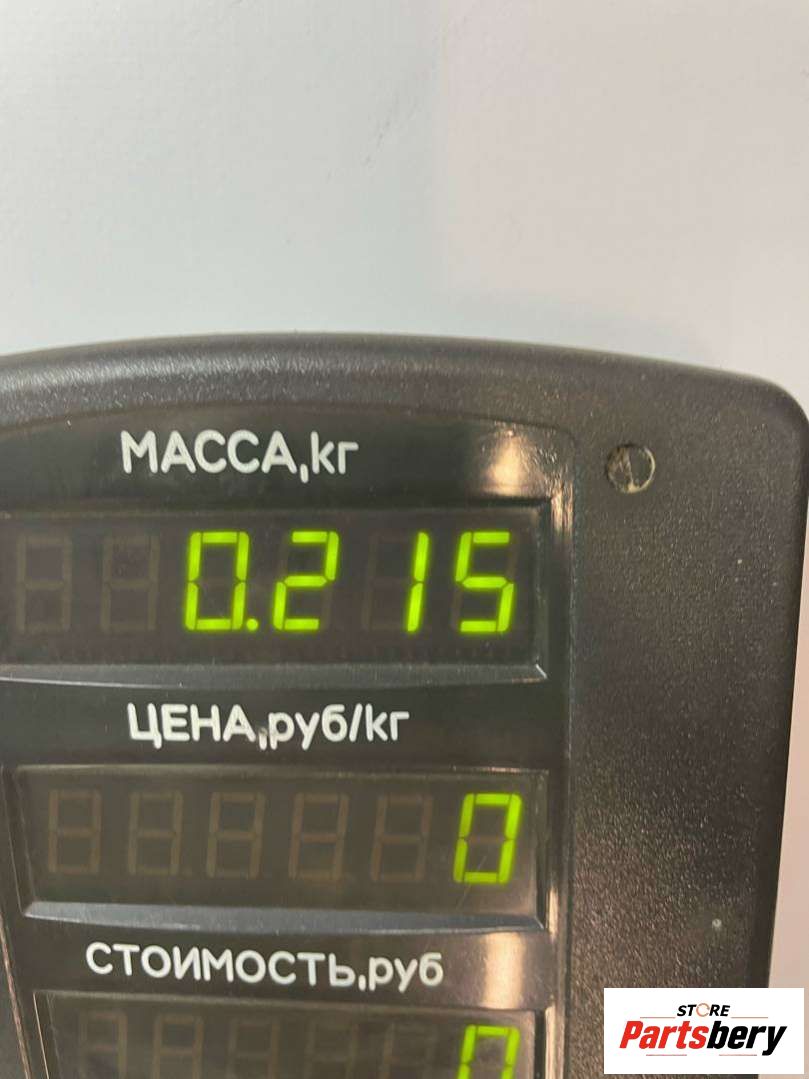 МАССА,кг
0.215
ЦЕНА,руб/кг
0
СТОИМОСТЬ,руб
0
STORE
Partsbery